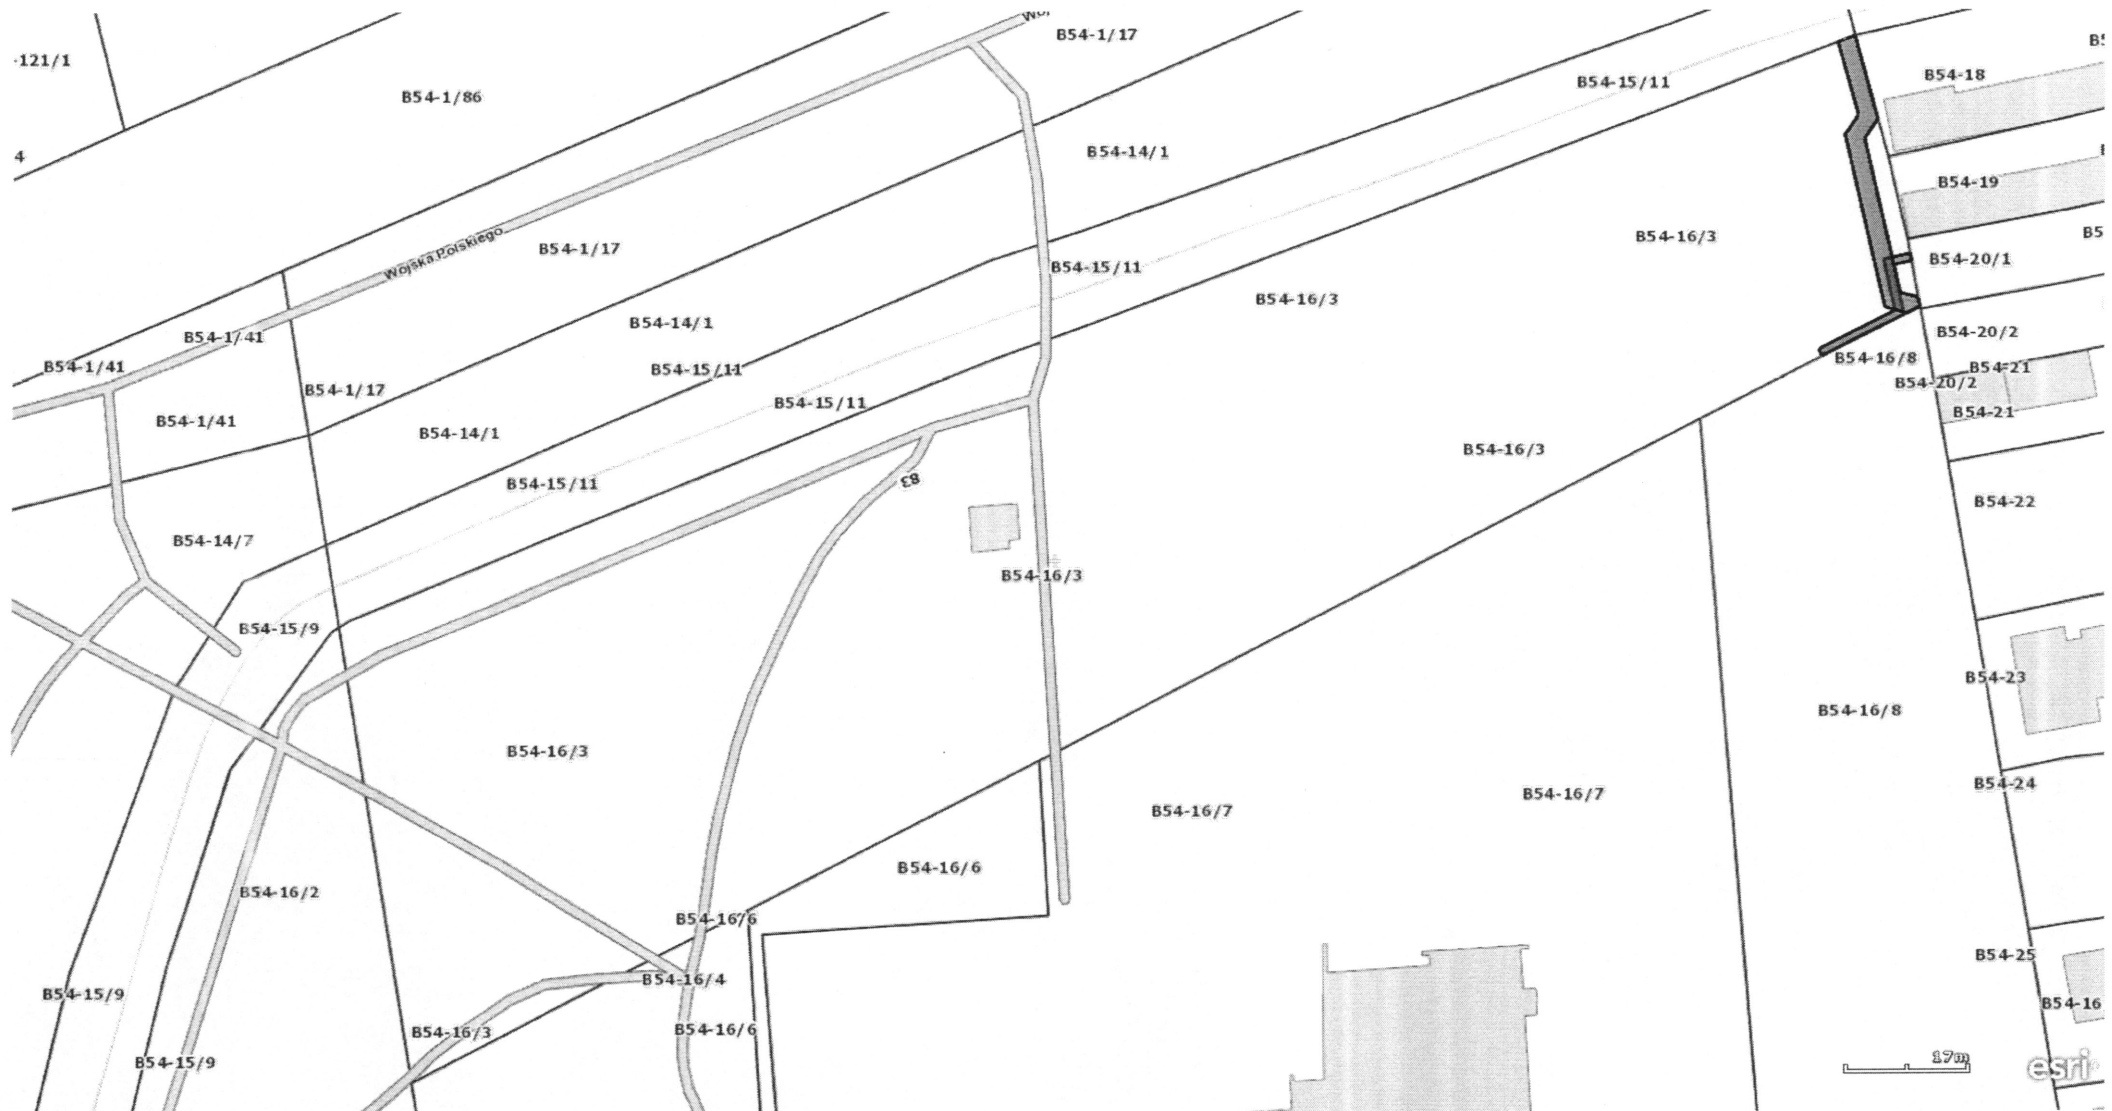 Wo
B54-1/17
-121/1
B54-18
B54-15/11
B54-1/86
B54-14/1
4
B54-19
B54-16/3
Wojska Polskiego
B54-1/17
B54-20/1
B54-15/11
B54-16/3
B54-14/1
B54-20/2
B54-1/41
B54-16/8
B54-1/41
B54-21
B54-15/11
B54-20/2
B54-1/17
B54-15/11
B54-21
B54-1/41
B54-14/1
B54-16/3
83
B54-15/11
B54-22
B54-14/7
B54-16/3
B54-15/9
B54-23
B54-16/8
B54-16/3
B54-24
B54-16/7
B54-16/7
B54-16/6
B54-16/2
B54-16/6
B54-25
B54-16/4
B54-15/9
B54-16
B54-16/6
B54-16/3
17m
B54-15/9
esri